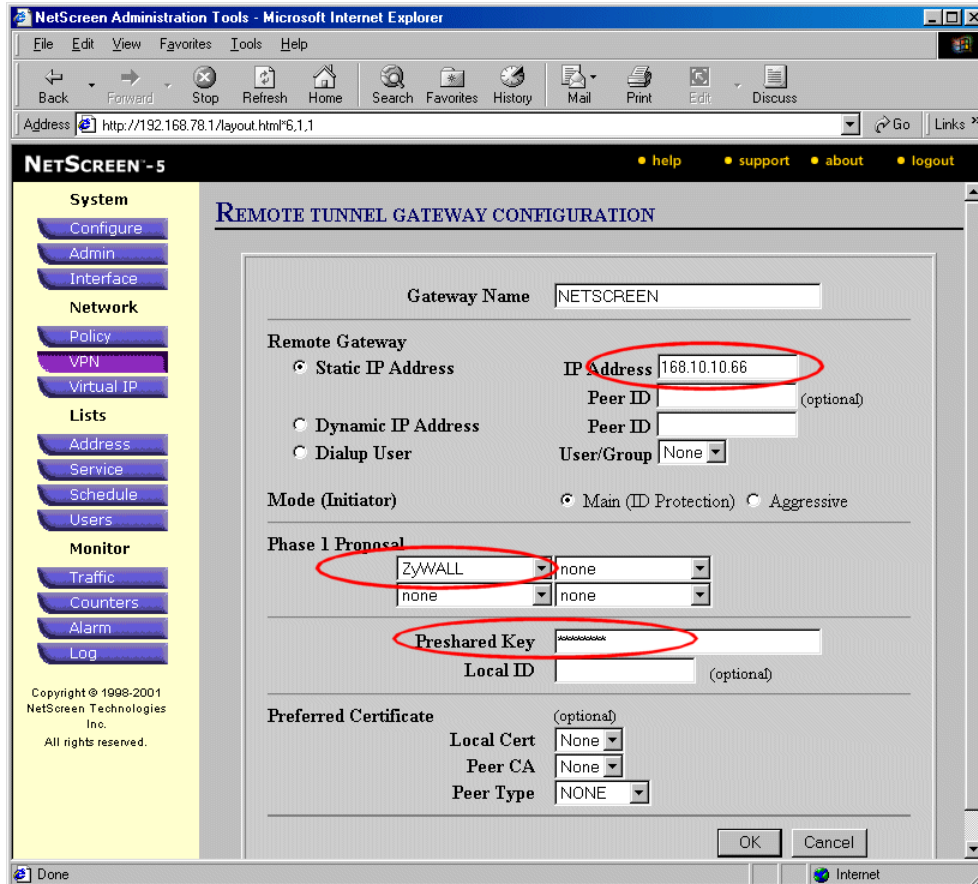 NetScreen Administration Tools - Microsoft Internet Explorer
File Edit View Favorites Tools Help
Back Forward Stop Refresh Home Search Favorites History Mail Print Edit Discuss
Address http://192.168.78.1/layout.html*6,1,1 Go Links »
NETSCREEN™-5 help support about logout
System
Configure
Admin
Interface
Network
Policy
VPN
Virtual IP
Lists
Address
Service
Schedule
Users
Monitor
Traffic
Counters
Alarm
Log
Copyright © 1998-2001
NetScreen Technologies
Inc.
All rights reserved.
REMOTE TUNNEL GATEWAY CONFIGURATION
Gateway Name NETSCREEN
Remote Gateway
Static IP Address IP Address 168.10.10.66
Peer ID (optional)
Dynamic IP Address Peer ID
Dialup User User/Group None
Mode (Initiator) Main (ID Protection) Aggressive
Phase 1 Proposal
ZyWALL none
none none
Preshared Key ********
Local ID (optional)
Preferred Certificate (optional)
Local Cert None
Peer CA None
Peer Type NONE
OK Cancel
Done Internet